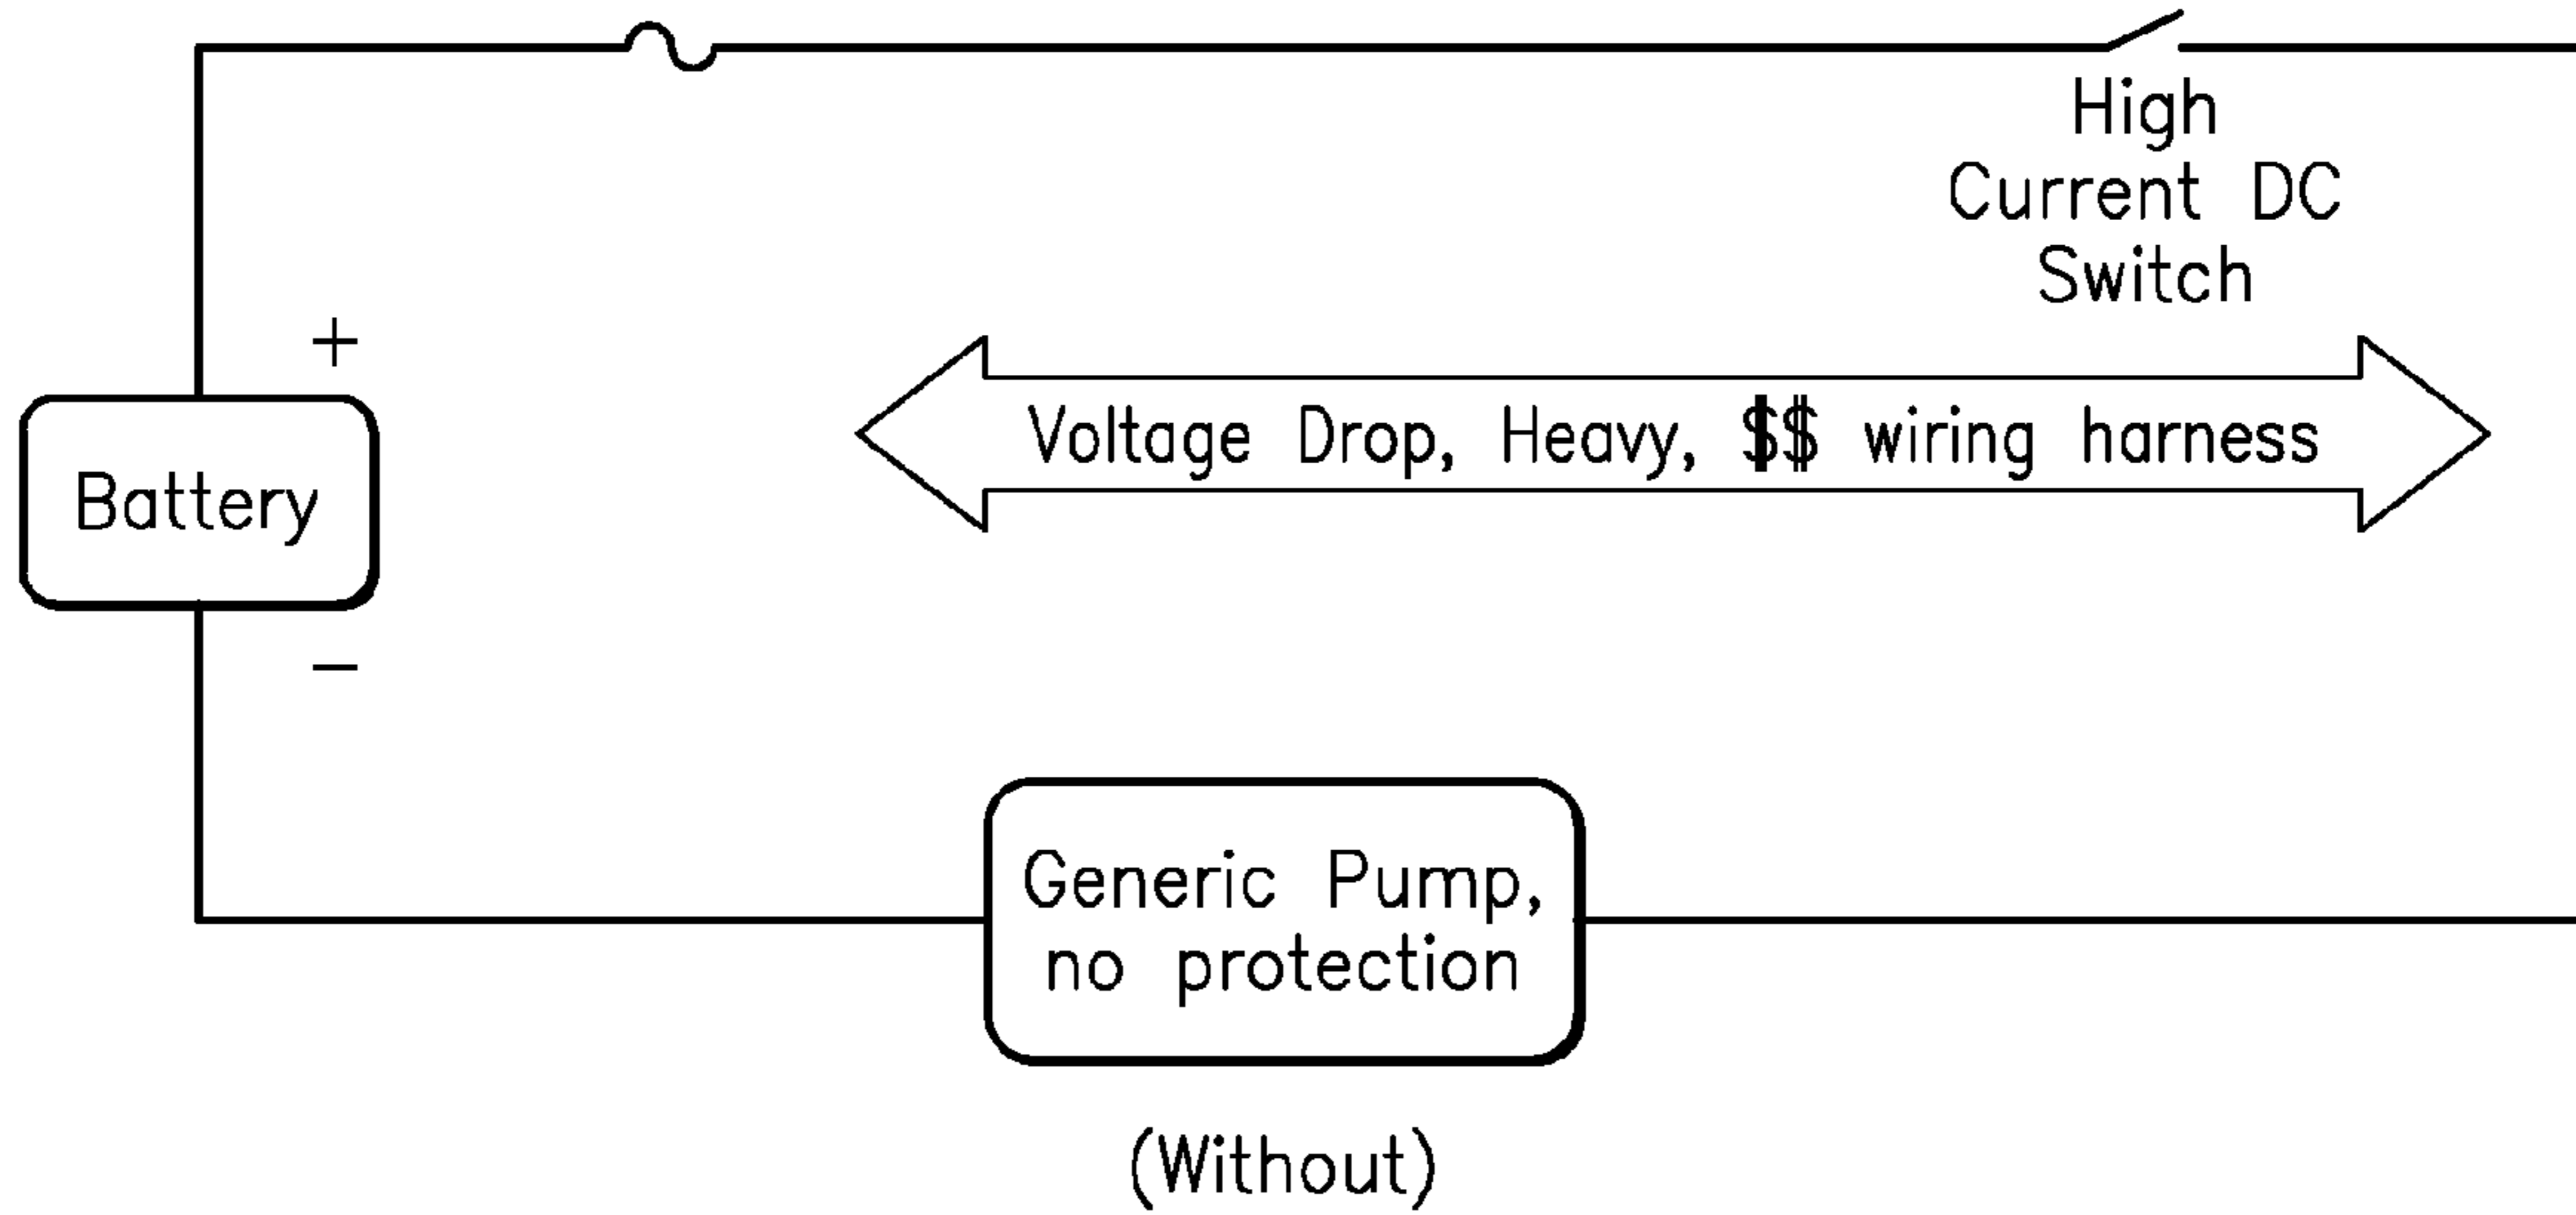 High
Current DC
Switch
+
Voltage Drop, Heavy, $$ wiring harness
Battery
−
Generic Pump,
no protection
(Without)